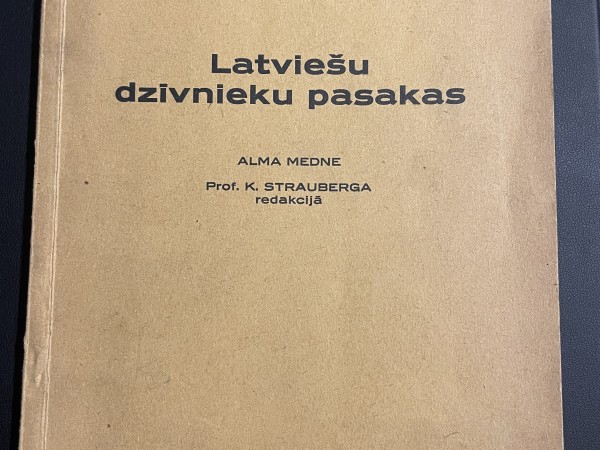 Latviešu
dzīvnieku pasakas
ALMA MEDNE
Prof. K. STRAUBERGA
redakcijā